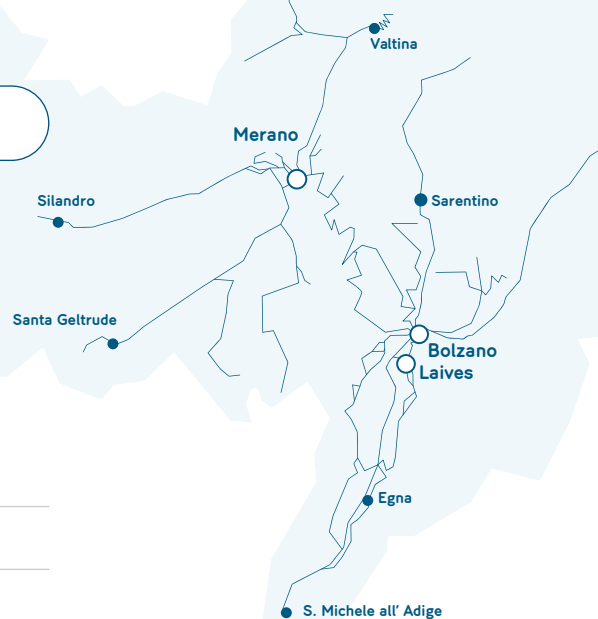 Valtina
Merano
Silandro
Sarentino
Santa Geltrude
Bolzano
Laives
Egna
S. Michele all' Adige